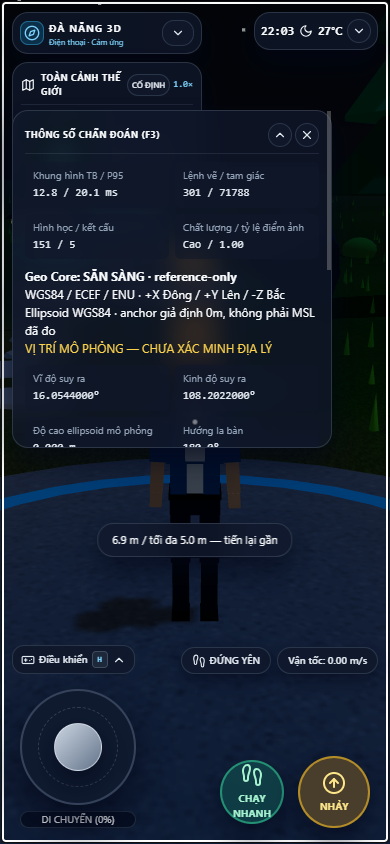 ĐÀ NẴNG 3D
Điện thoại · Cảm ứng
22:03 27°C
TOÀN CẢNH THẾ GIỚI
CỐ ĐỊNH 1.0×
THÔNG SỐ CHẨN ĐOÁN (F3)
Khung hình TB / P95
12.8 / 20.1 ms
Lệnh vẽ / tam giác
301 / 71788
Hình học / kết cấu
151 / 5
Chất lượng / tỷ lệ điểm ảnh
Cao / 1.00
Geo Core: SẴN SÀNG · reference-only
WGS84 / ECEF / ENU · +X Đông / +Y Lên / -Z Bắc
Ellipsoid WGS84 · anchor giả định 0m, không phải MSL
đã đo
VỊ TRÍ MÔ PHỎNG — CHƯA XÁC MINH ĐỊA LÝ
Vĩ độ suy ra
16.0544000°
Kinh độ suy ra
108.2022000°
Độ cao ellipsoid mô phỏng
0.000 m
Hướng la bàn
180.0°
6.9 m / tối đa 5.0 m — tiến lại gần
Điều khiển H
ĐỨNG YÊN
Vận tốc: 0.00 m/s
DI CHUYỂN (0%)
CHẠY
NHANH
NHẢY